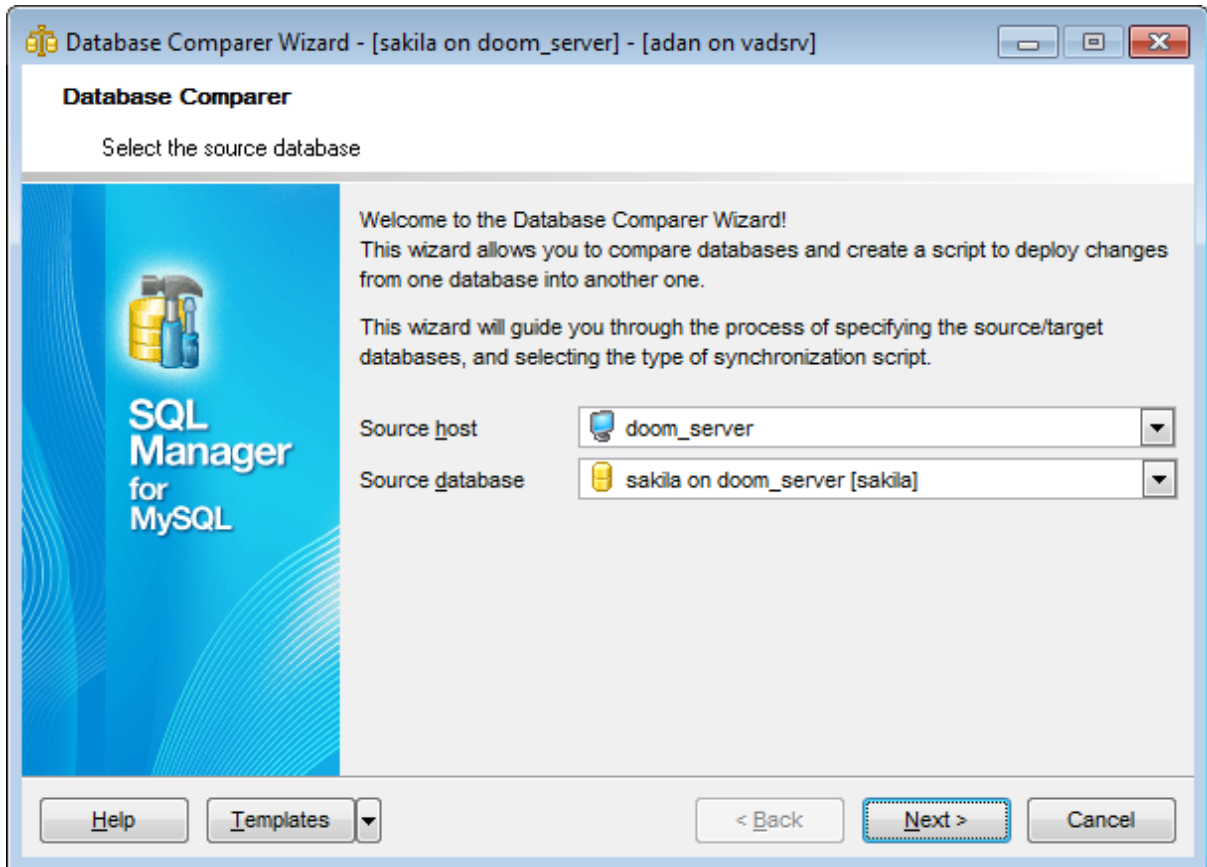 Database Comparer Wizard - [sakila on doom_server] - [adan on vadsrv]
Database Comparer
Select the source database
Welcome to the Database Comparer Wizard!
This wizard allows you to compare databases and create a script to deploy changes
from one database into another one.
This wizard will guide you through the process of specifying the source/target
databases, and selecting the type of synchronization script.
SQL
Manager
for
MySQL
Source host
doom_server
Source database
sakila on doom_server [sakila]
Help
Templates
< Back
Next >
Cancel